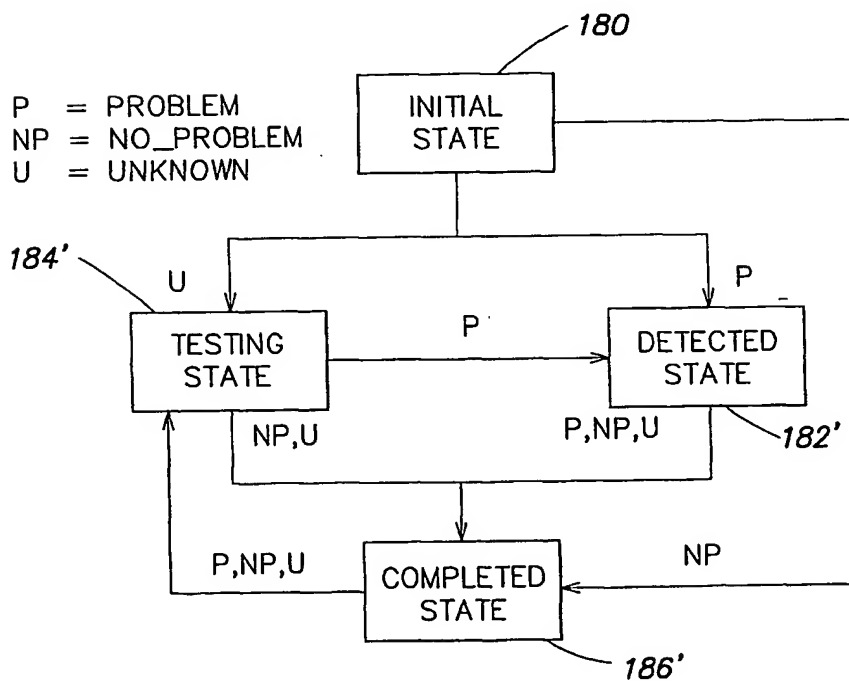 180
P = PROBLEM
NP = NO_PROBLEM
U = UNKNOWN
INITIAL
STATE
184'
U
P
TESTING
STATE
P
DETECTED
STATE
NP,U
P,NP,U
182'
P,NP,U
COMPLETED
STATE
NP
186'